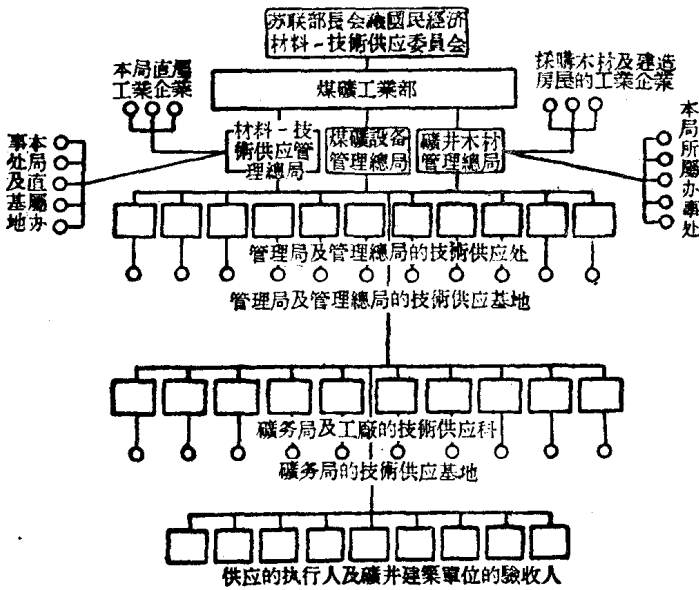 苏联部長会議國民經済
材料-技術供应委員会
煤礦工業部
本局直屬
工業企業
採購木材及建造
房屋的工業企業
材料-技
術供应管
理總局
煤礦設备
管理總局
礦井木材
管理總局
本局直屬办
事处及基地
本局所屬办事处
管理局及管理總局的技術供应处
管理局及管理總局的技術供应基地
礦务局及工廠的技術供应科
礦务局的技術供应基地
供应的执行人及礦井建築單位的驗收人